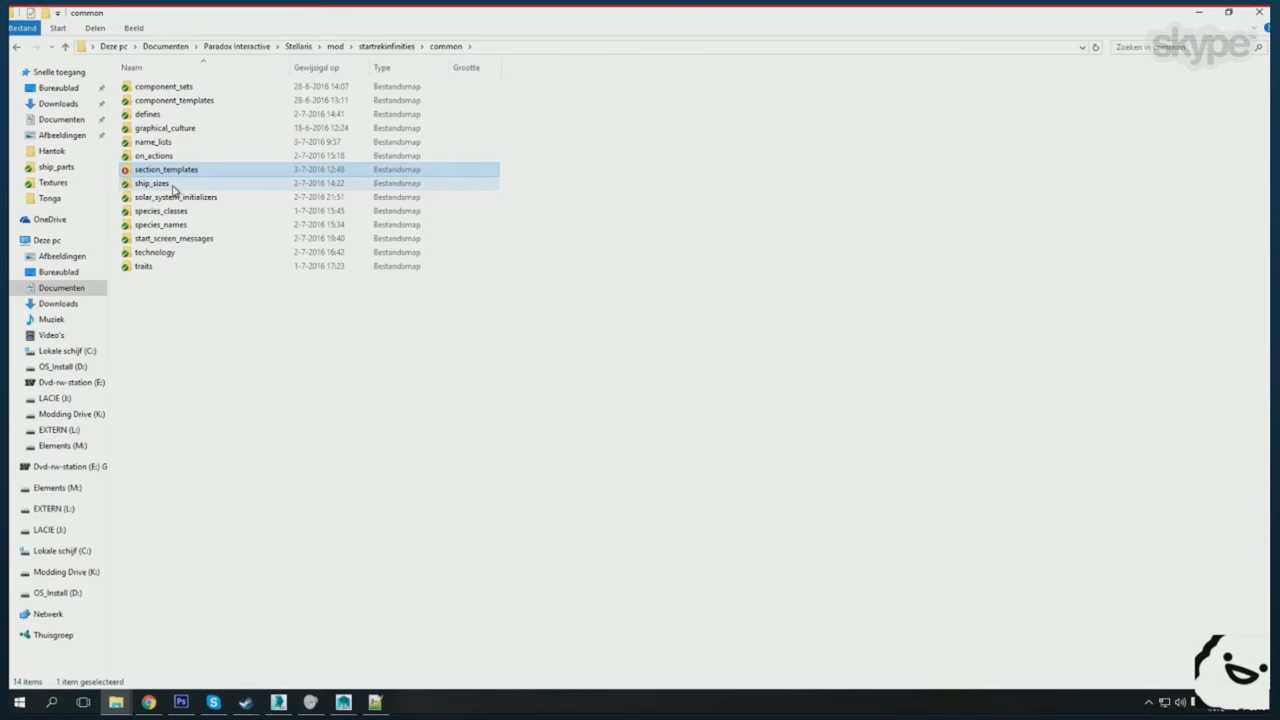 common
Bestand Start Delen Beeld
Deze pc Documenten Paradox Interactive Stellaris mod startrekinfinities common Zoeken in common
skype™
Naam Gewijzigd op Type Grootte
component_sets 28-6-2016 14:07 Bestandsmap
component_templates 28-6-2016 13:11 Bestandsmap
defines 2-7-2016 14:41 Bestandsmap
graphical_culture 18-6-2016 12:24 Bestandsmap
name_lists 3-7-2016 9:57 Bestandsmap
on_actions 2-7-2016 15:18 Bestandsmap
section_templates 3-7-2016 12:48 Bestandsmap
ship_sizes 2-7-2016 14:22 Bestandsmap
solar_system_initializers 2-7-2016 21:51 Bestandsmap
species_classes 1-7-2016 15:45 Bestandsmap
species_names 2-7-2016 15:34 Bestandsmap
start_screen_messages 2-7-2016 19:40 Bestandsmap
technology 2-7-2016 16:42 Bestandsmap
traits 1-7-2016 17:23 Bestandsmap
Snelle toegang
Bureaublad
Downloads
Documenten
Afbeeldingen
Hantok
ship_parts
Textures
Tonga
OneDrive
Deze pc
Afbeeldingen
Bureaublad
Documenten
Downloads
Muziek
Video's
Lokale schijf (C:)
OS_Install (D:)
Dvd-rw-station (E:)
LACIE (J:)
Modding Drive (K:)
EXTERN (L:)
Elements (M:)
Dvd-rw-station (E:) G
Elements (M:)
EXTERN (L:)
LACIE (J:)
Lokale schijf (C:)
Modding Drive (K:)
OS_Install (D:)
Netwerk
Thuisgroep
14 items 1 item geselecteerd